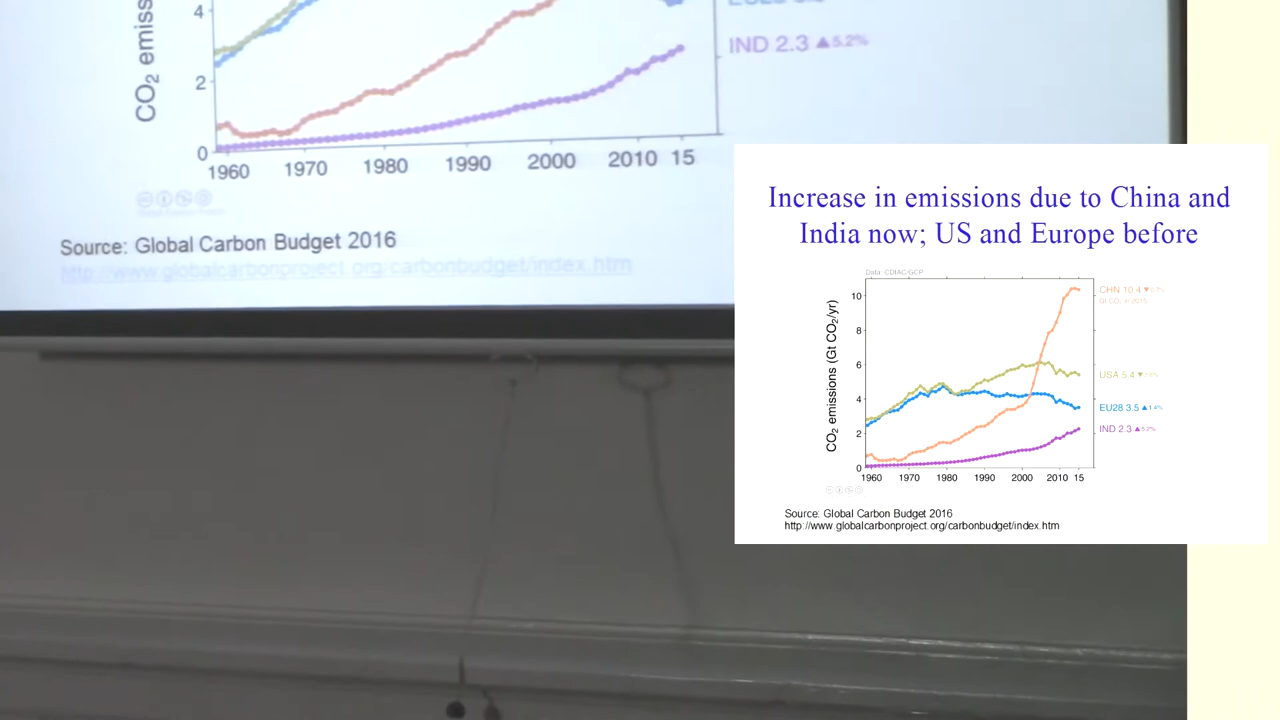 4
2
0
CO2 emiss
1960 1970 1980 1990 2000 2010 15
IND 2.3 ▲5.2%
Source: Global Carbon Budget 2016
http://www.globalcarbonproject.org/carbonbudget/index.htm
Increase in emissions due to China and
India now; US and Europe before
Data: CDIAC/GCP
CO2 emissions (Gt CO2/yr)
10
8
6
4
2
0
1960 1970 1980 1990 2000 2010 15
CHN 10.4 ▼0.7%
Gt CO2 in 2015
USA 5.4
EU28 3.5 ▲1.4%
IND 2.3 ▲5.2%
Source: Global Carbon Budget 2016
http://www.globalcarbonproject.org/carbonbudget/index.htm